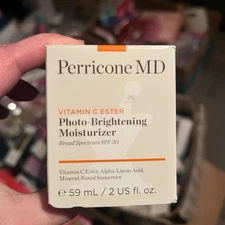 Perricone MD
VITAMIN C ESTER
Photo-Brightening
Moisturizer
Broad Spectrum SPF 30
Vitamin C Ester, Alpha-Lipoic Acid,
Mineral-Based Sunscreen
℮ 59 mL / 2 US fl. oz.